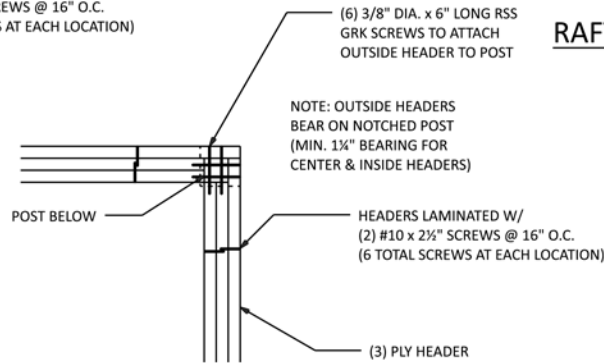 @ 16" O.C.
AT EACH LOCATION)
(6) 3/8" DIA. x 6" LONG RSS
GRK SCREWS TO ATTACH
OUTSIDE HEADER TO POST
NOTE: OUTSIDE HEADERS
BEAR ON NOTCHED POST
(MIN. 1¼" BEARING FOR
CENTER & INSIDE HEADERS)
POST BELOW
HEADERS LAMINATED W/
(2) #10 x 2½" SCREWS @ 16" O.C.
(6 TOTAL SCREWS AT EACH LOCATION)
(3) PLY HEADER